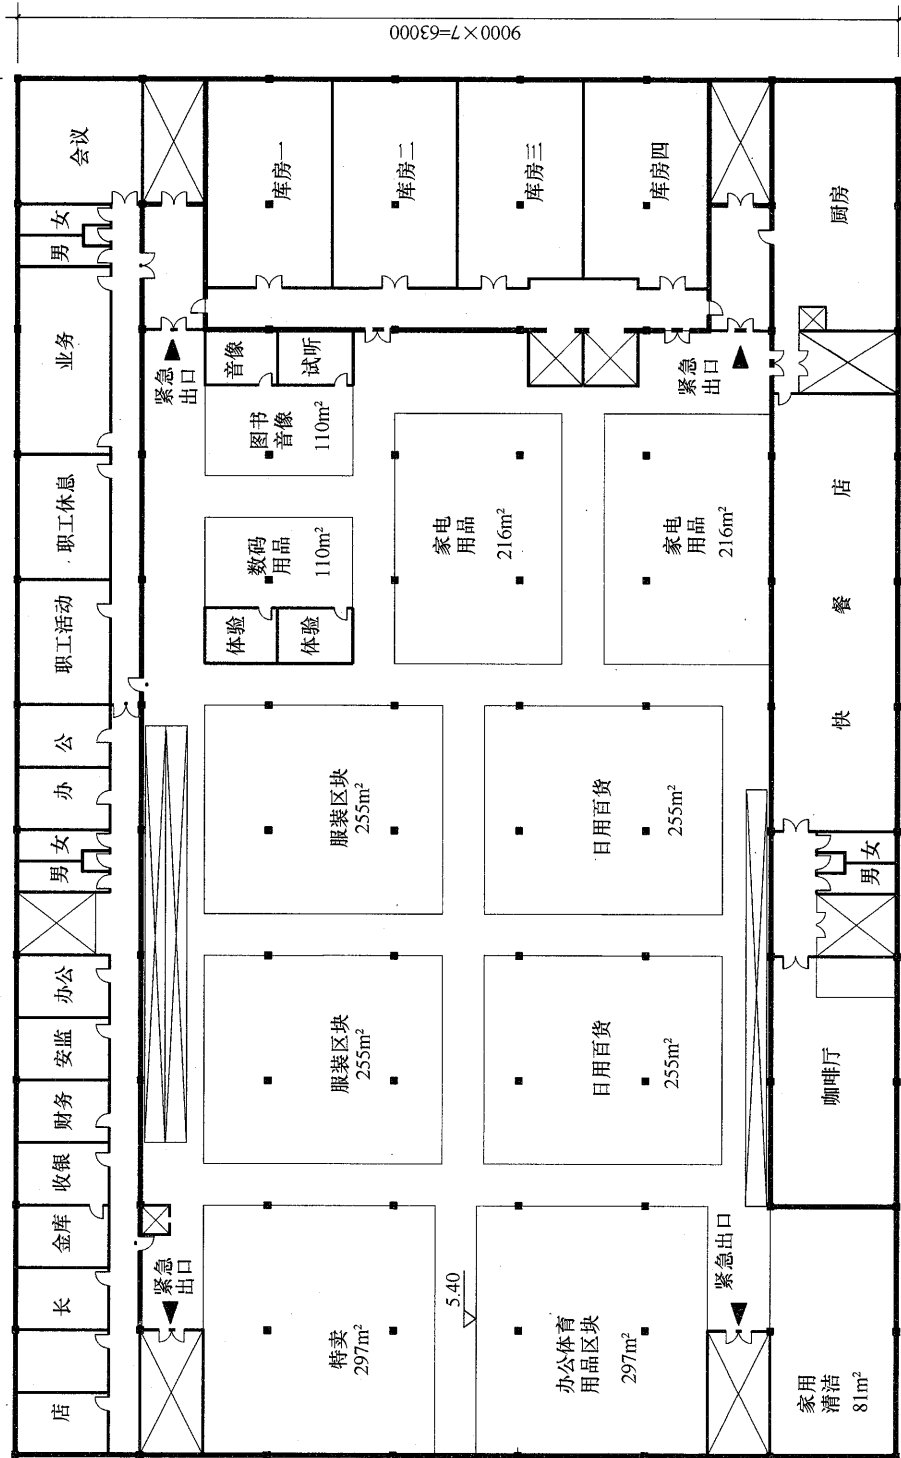 9000×7=63000
会议
女
男
业务
职工休息
职工活动
公
办
女
男
办公
安监
财务
收银
金库
长
店
库房一
库房二
库房三
库房四
紧急
出口
音像
试听
图书
音像
110m²
数码
用品
110m²
体验
体验
家电
用品
216m²
家电
用品
216m²
紧急
出口
厨房
店
餐
快
服装区块
255m²
日用百货
255m²
女
男
服装区块
255m²
日用百货
255m²
咖啡厅
紧急
出口
紧急出口
5.40
特卖
297m²
办公体育
用品区块
297m²
家用
清洁
81m²